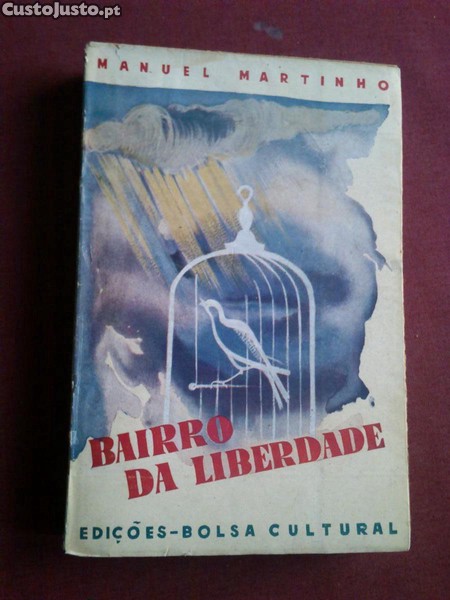 CustoJusto.pt
MANUEL MARTINHO
BAIRRO
DA LIBERDADE
EDIÇÕES-BOLSA CULTURAL